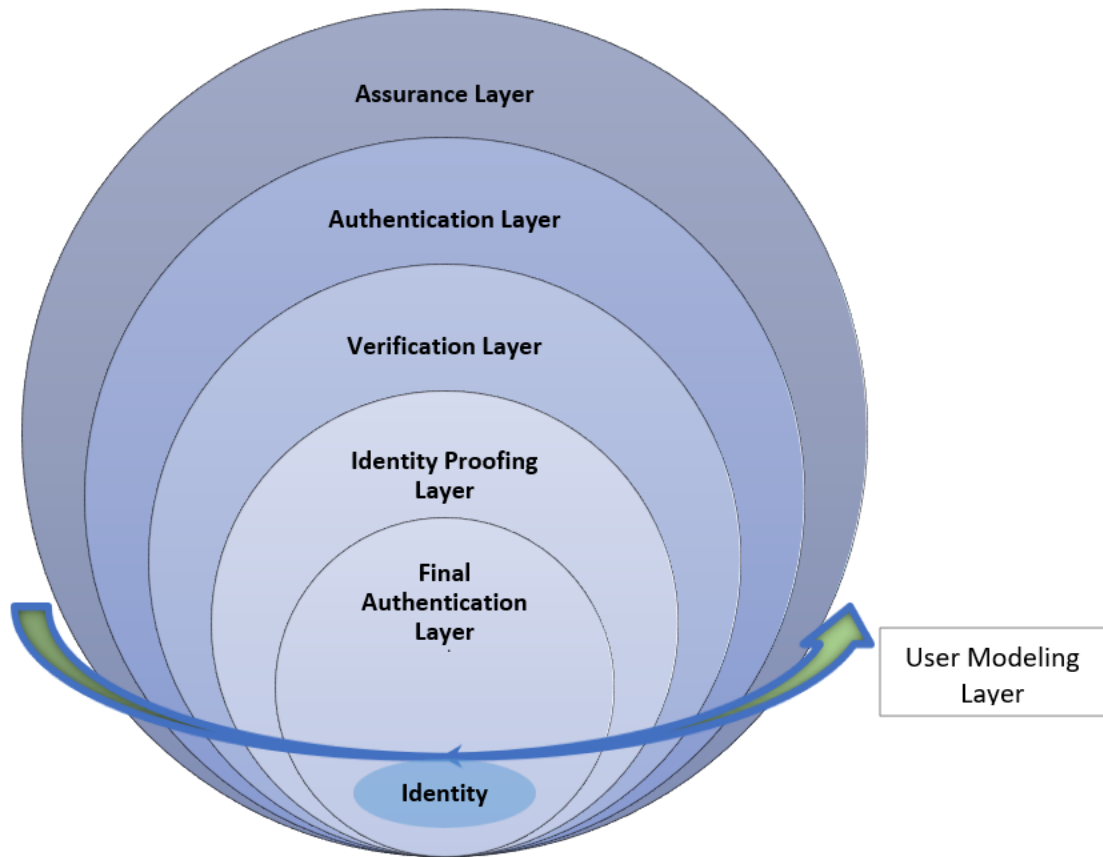 Assurance Layer
Authentication Layer
Verification Layer
Identity Proofing
Layer
Final
Authentication
Layer
.
User Modeling
Layer
Identity